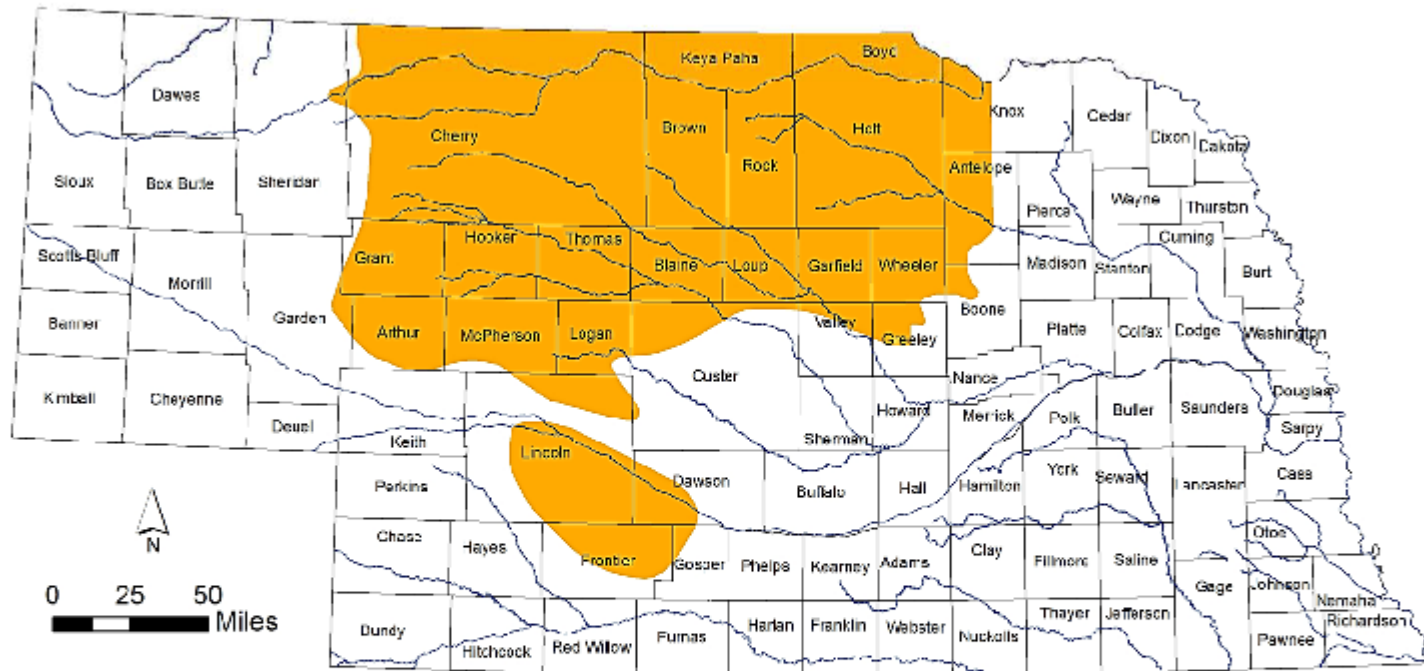 Keya Paha
Boyd
Dawes
Knox
Cedar
Cherry
Brown
Holt
Dixon
Dakota
Rock
Antelope
Sioux
Box Butte
Sheridan
Pierce
Wayne
Thurston
Hooker
Thomas
Cuming
Scotts Bluff
Grant
Blaine
Loup
Garfield
Wheeler
Madison
Stanton
Burt
Morrill
Garden
Boone
Banner
Arthur
McPherson
Logan
Valley
Greeley
Platte
Colfax
Dodge
Washington
Custer
Nance
Kimball
Cheyenne
Douglas
Deuel
Howard
Merrick
Polk
Butler
Saunders
Keith
Sherman
Sarpy
Lincoln
Perkins
Dawson
Buffalo
Hall
Hamilton
York
Seward
Lancaster
Cass
N
Chase
Hayes
Frontier
Gosper
Phelps
Kearney
Adams
Clay
Fillmore
Saline
Otoe
Gage
Johnson
0 25 50
Miles
Nemaha
Dundy
Hitchcock
Red Willow
Furnas
Harlan
Franklin
Webster
Nuckolls
Thayer
Jefferson
Pawnee
Richardson